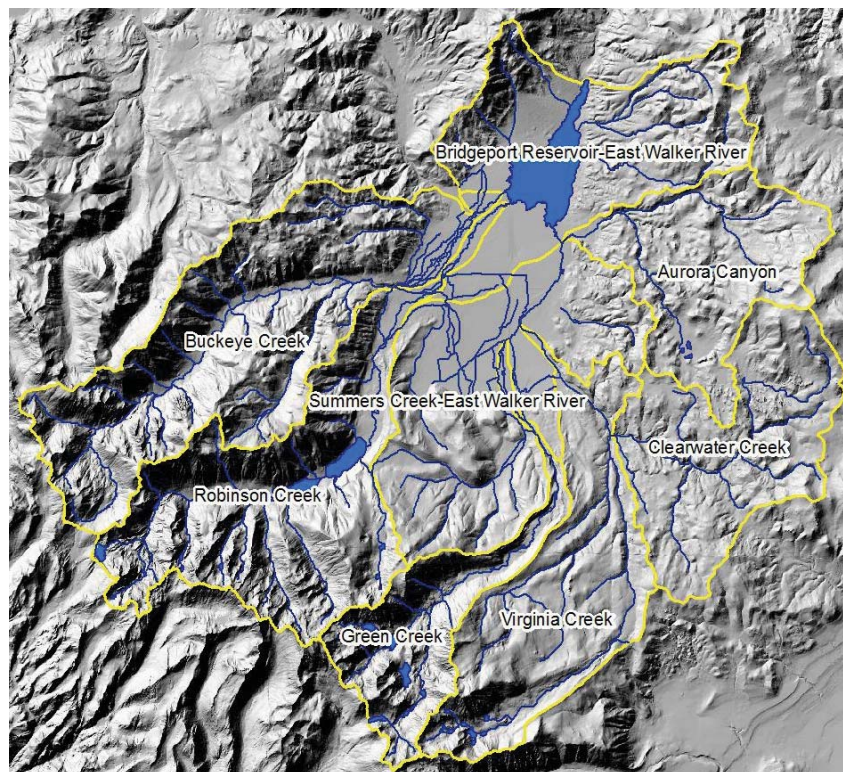 Bridgeport Reservoir-East Walker River
Aurora Canyon
Buckeye Creek
Summers Creek-East Walker River
Clearwater Creek
Robinson Creek
Virginia Creek
Green Creek